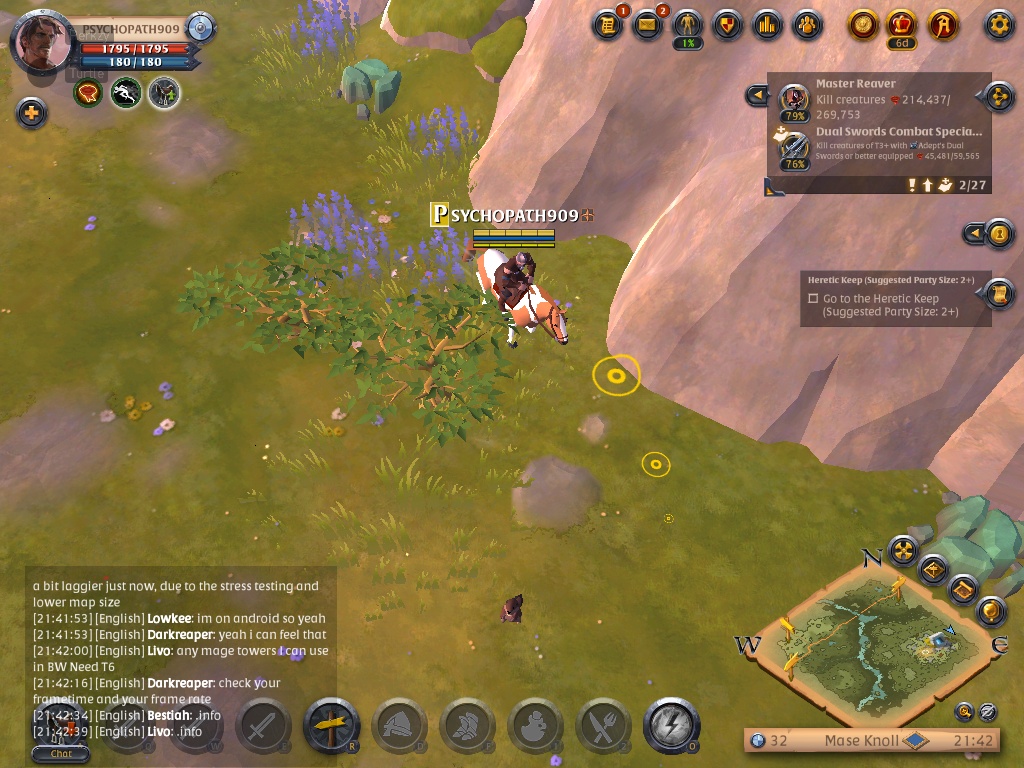 PSYCHOPATH909
1795 / 1795
180 / 180
Turtle
1
2
1%
6d
Master Reaver
Kill creatures 214,437/
269,753
79%
Dual Swords Combat Specia...
Kill creatures of T3+ with Adept's Dual
Swords or better equipped 45,481/59,565
76%
2/27
PSYCHOPATH909
Heretic Keep (Suggested Party Size: 2+)
Go to the Heretic Keep
(Suggested Party Size: 2+)
a bit laggier just now, due to the stress testing and
lower map size
[21:41:53] [English] Lowkee: im on android so yeah
[21:41:53] [English] Darkreaper: yeah i can feel that
[21:42:00] [English] Livo: any mage towers I can use
in BW Need T6
[21:42:16] [English] Darkreaper: check your
frametime and your frame rate
[21:42:34] [English] Bestiah: .info
[21:42:39] [English] Livo: .info
Chat
W
E
R
D
F
2
O
N
W
E
32
Mase Knoll
21:42